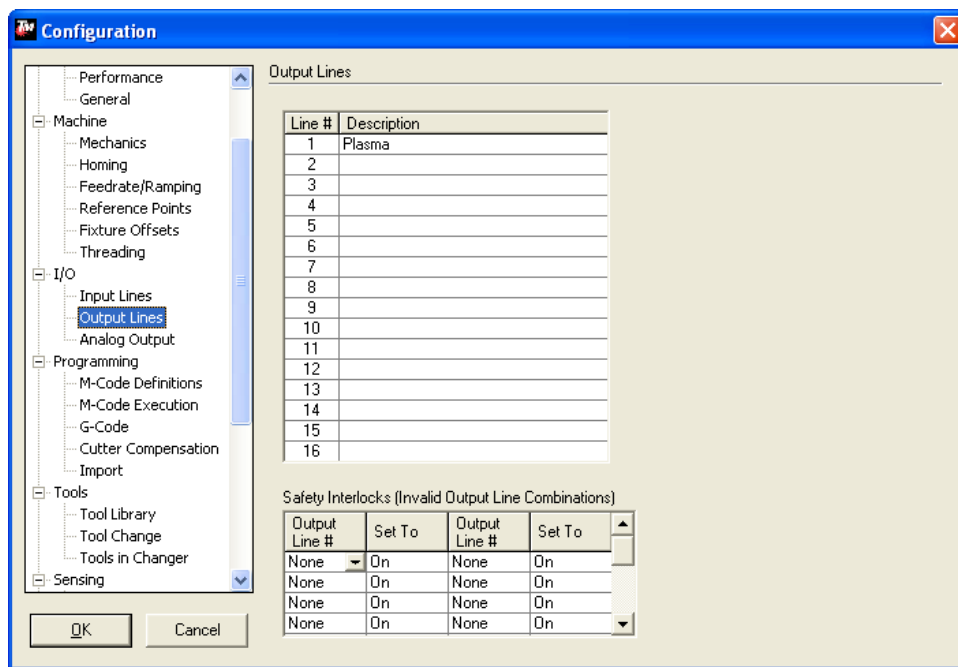 Configuration
Performance
General
Machine
Mechanics
Homing
Feedrate/Ramping
Reference Points
Fixture Offsets
Threading
I/O
Input Lines
Output Lines
Analog Output
Programming
M-Code Definitions
M-Code Execution
G-Code
Cutter Compensation
Import
Tools
Tool Library
Tool Change
Tools in Changer
Sensing
OK Cancel
Output Lines
Line # Description
1 Plasma
2
3
4
5
6
7
8
9
10
11
12
13
14
15
16
Safety Interlocks (Invalid Output Line Combinations)
Output Line # Set To Output Line # Set To
None On None On
None On None On
None On None On
None On None On